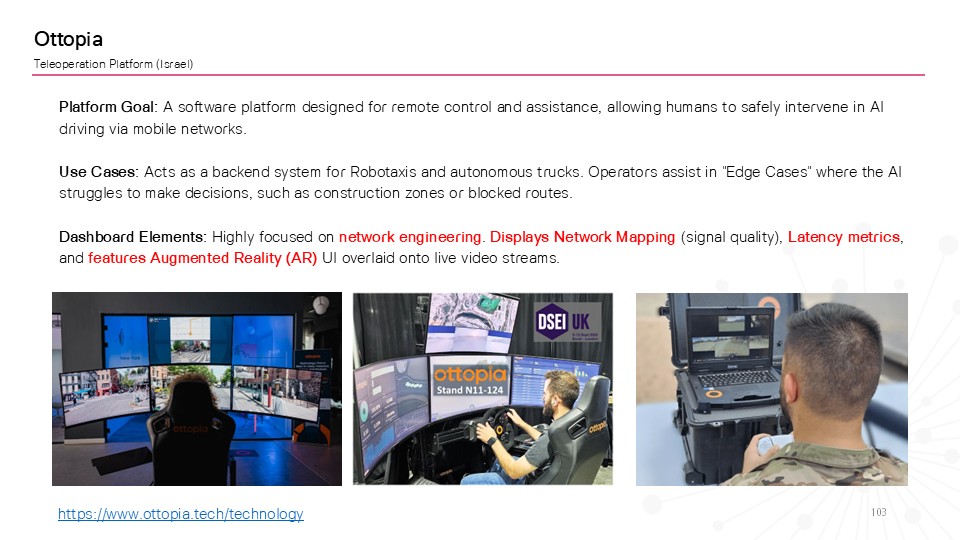 Ottopia
Teleoperation Platform (Israel)
Platform Goal: A software platform designed for remote control and assistance, allowing humans to safely intervene in AI
driving via mobile networks.
Use Cases: Acts as a backend system for Robotaxis and autonomous trucks. Operators assist in "Edge Cases" where the AI
struggles to make decisions, such as construction zones or blocked routes.
Dashboard Elements: Highly focused on network engineering. Displays Network Mapping (signal quality), Latency metrics,
and features Augmented Reality (AR) UI overlaid onto live video streams.
ottopia
DSEI UK
ottopia
Stand N11-124
ottopia
https://www.ottopia.tech/technology
103